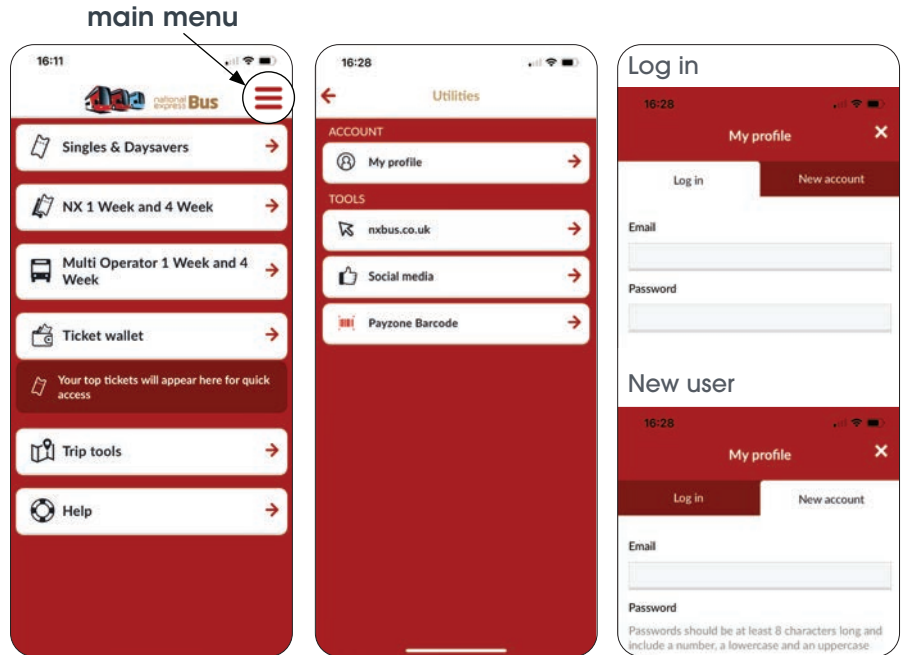 main menu
16:11
national express Bus
Singles & Daysavers
NX 1 Week and 4 Week
Multi Operator 1 Week and 4
Week
Ticket wallet
Your top tickets will appear here for quick
access
Trip tools
Help
16:28
Utilities
ACCOUNT
My profile
TOOLS
nxbus.co.uk
Social media
Payzone Barcode
Log in
16:28
My profile
Log in New account
Email
Password
New user
16:28
My profile
Log in New account
Email
Password
Passwords should be at least 8 characters long and
include a number, a lowercase and an uppercase